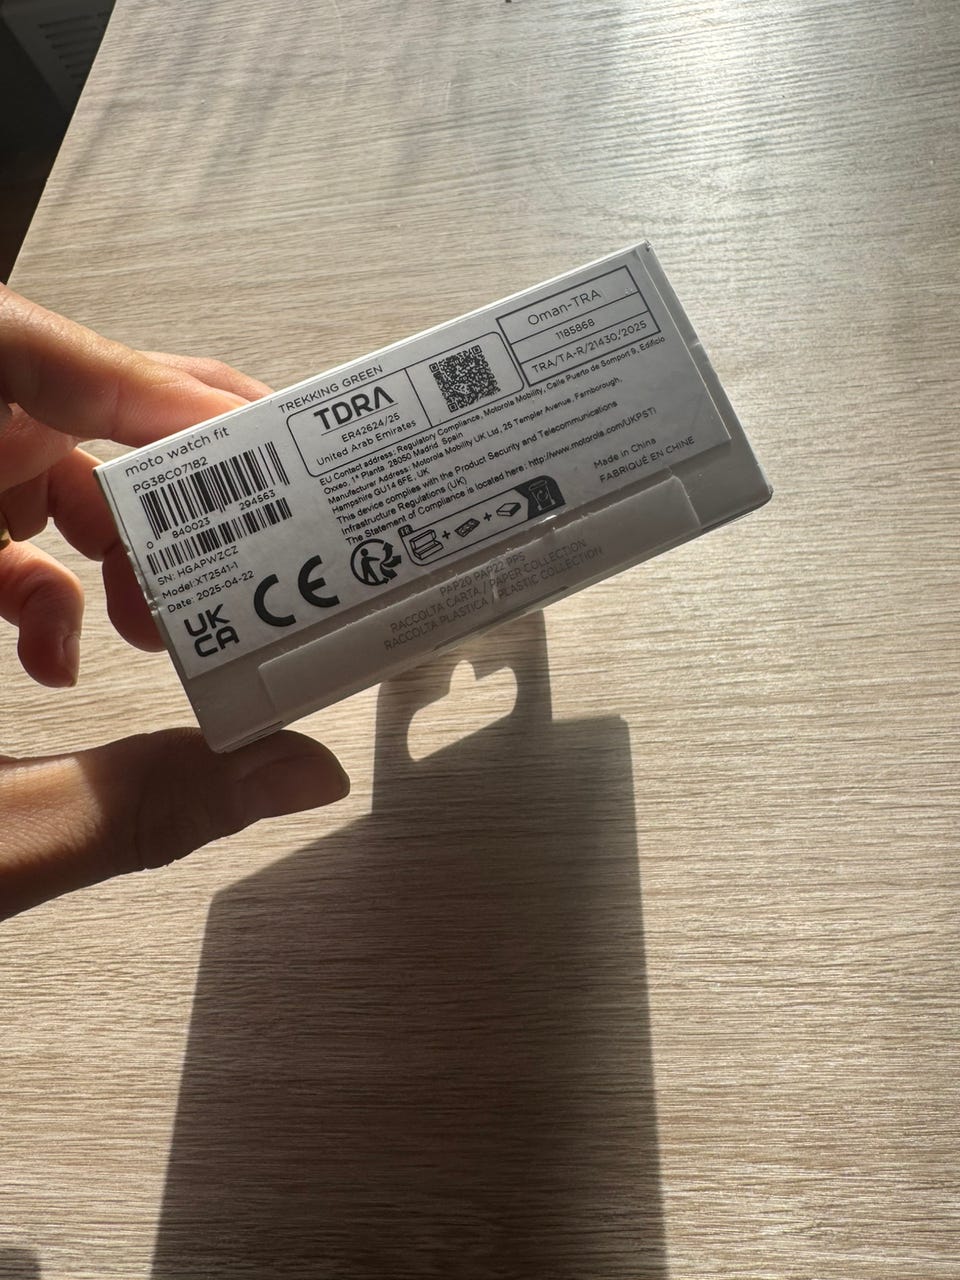 moto watch fit
TREKKING GREEN
PG38C071B2
0 840023 294563
SN: HGAPWZCZ
Model:XT2541-1
Date: 2025-04-22
UK
CA
CE
TDRA
ER42624/25
United Arab Emirates
Oman-TRA
1185868
TRA/TA-R/21430/2025
EU Contact address: Regulatory Compliance, Motorola Mobility, Calle Puerto de Somport 9, Edificio
Oxxeo, 1ª Planta, 28050 Madrid, Spain
Manufacturer Address: Motorola Mobility UK Ltd, 25 Templer Avenue, Farnborough,
Hampshire GU14 6FE, UK
This device complies with the Product Security and Telecommunications
Infrastructure Regulations (UK)
The Statement of Compliance is located here: http://www.motorola.com/UKPSTI
Made in China
FABRIQUÉ EN CHINE
FR
PAP20 PAP22 PP5
RACCOLTA CARTA / PAPER COLLECTION
RACCOLTA PLASTICA / PLASTIC COLLECTION